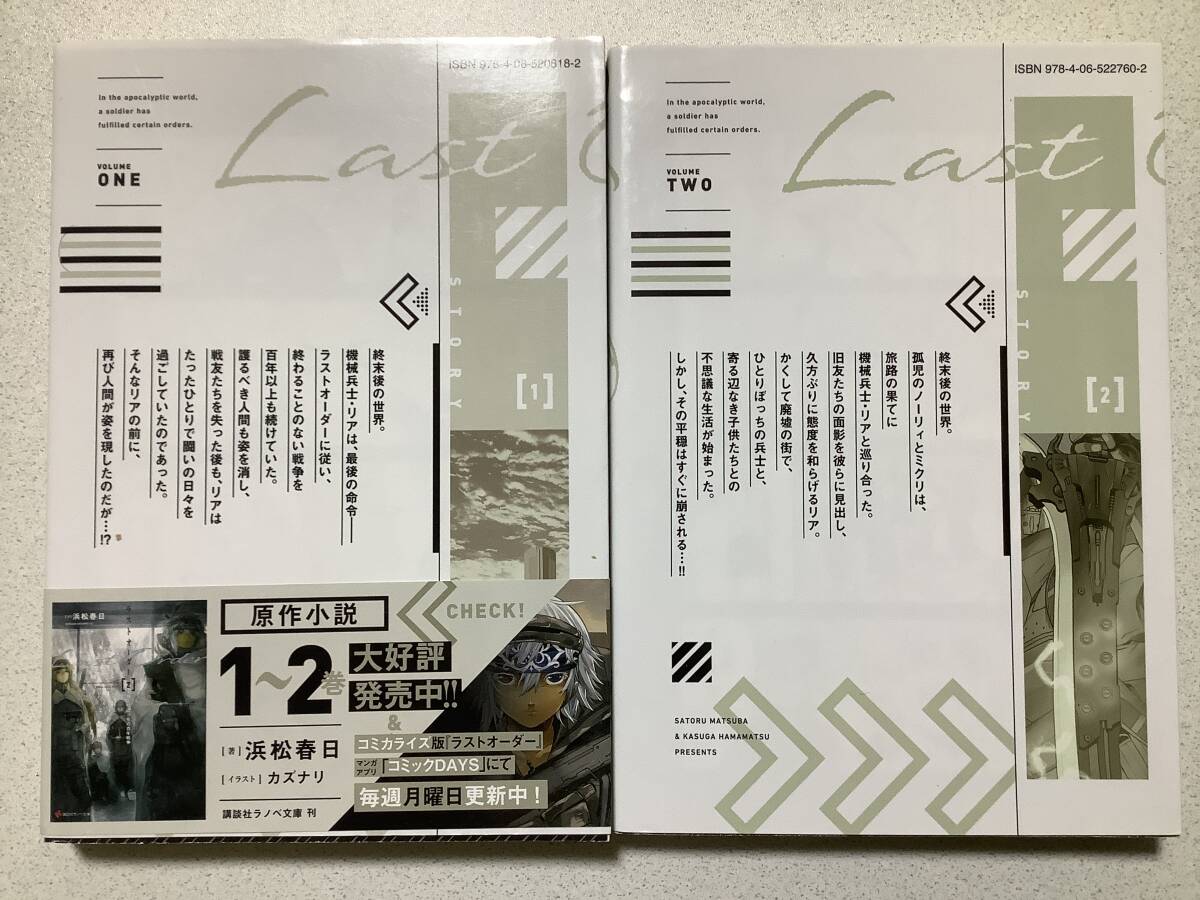 ISBN 978-4-06-520618-2
In the apocalyptic world,
a soldier has
fulfilled certain orders.
VOLUME
ONE
Last
STORY
[1]
終末後の世界。
機械兵士・リアは、最後の命令――
ラストオーダーに従い、
終わることのない戦争を
百年以上も続けていた。
護るべき人間も姿を消し、
戦友たちを失った後も、リアは
たったひとりで闘いの日々を
過ごしていたのであった。
そんなリアの前に、
再び人間が姿を現したのだが…!?
浜松春日
ラストオーダー
[2]
原作小説
CHECK!
1~2巻
大好評
発売中!!
&
コミカライズ版『ラストオーダー』
マンガ
アプリ
「コミックDAYS」にて
毎週月曜日更新中!
[著]浜松春日
[イラスト]カズナリ
講談社ラノベ文庫 刊
ISBN 978-4-06-522760-2
In the apocalyptic world,
a soldier has
fulfilled certain orders.
VOLUME
TWO
Last
STORY
[2]
終末後の世界。
孤児のノーリィとミクリは、
旅路の果てに
機械兵士・リアと巡り合った。
旧友たちの面影を彼らに見出し、
久方ぶりに態度を和らげるリア。
かくして廃墟の街で、
ひとりぼっちの兵士と、
寄る辺なき子供たちとの
不思議な生活が始まった。
しかし、その平穏はすぐに崩される…!!
SATORU MATSUBA
& KASUGA HAMAMATSU
PRESENTS